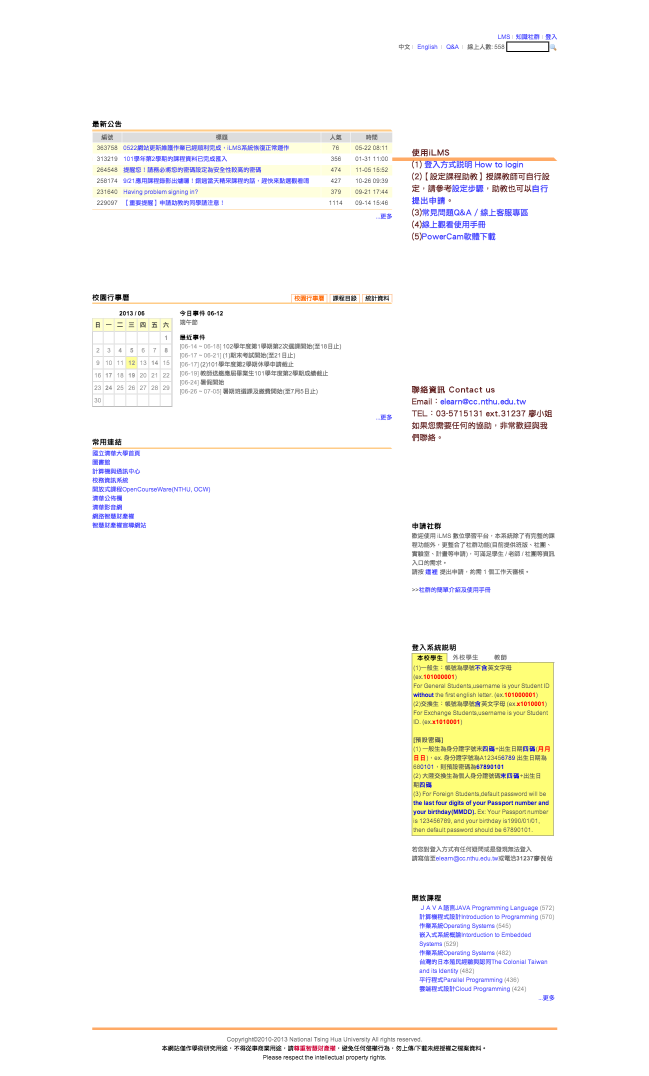 LMS | 知識社群 | 登入
中文 | English | Q&A | 線上人數: 558
最新公告
編號 標題 人氣 時間
363758 0522網站更新維護作業已經順利完成，iLMS系統恢復正常運作 76 05-22 08:11
313219 101學年第2學期的課程資料已完成匯入 356 01-31 11:00
264548 提醒您！請務必將您的密碼設定為安全性較高的密碼 474 11-05 15:52
256174 427 10-26 09:39
231640 Having problem signing in? 379 09-21 17:44
229097 【重要提醒】申請助教的同學請注意！ 1114 09-14 15:46
...更多
使用iLMS
(1) 登入方式說明 How to login
(2)【設定課程助教】授課教師可自行設
定，請參考設定步驟，助教也可以自行
提出申請。
(3)常見問題Q&A / 線上客服專區
(4)線上觀看使用手冊
(5)PowerCam軟體下載
校園行事曆 校園行事曆 課程目錄 統計資料
2013 / 06
日 一 二 三 四 五 六
1
2 3 4 5 6 7 8
9 10 11 12 13 14 15
16 17 18 19 20 21 22
23 24 25 26 27 28 29
30
今日事件 06-12
端午節
最近事件
[06-14 ~ 06-18] 102學年度第1學期第2次選課開始(至18日止)
[06-17 ~ 06-21] (1)期末考試開始(至21日止)
[06-17] (2)101學年度第2學期休學申請截止
[06-19] 教師送繳應屆畢業生101學年度第2學期成績截止
[06-24] 暑假開始
[06-26 ~ 07-05] 暑期班選課及繳費開始(至7月5日止)
...更多
聯絡資訊 Contact us
Email：elearn@cc.nthu.edu.tw
TEL：03-5715131 ext.31237 廖小姐
如果您需要任何的協助，非常歡迎與我
們聯絡。
常用連結
國立清華大學首頁
圖書館
計算機與通訊中心
校務資訊系統
開放式課程OpenCourseWare(NTHU, OCW)
清華公佈欄
清華影音網
網路智慧財產權
智慧財產權宣導網站
申請社群
歡迎使用 iLMS 數位學習平台，本系統除了有完整的課
程功能外，更整合了社群功能(目前提供班版、社團、
實驗室、計畫等申請)，可滿足學生 / 老師 / 社團等資訊
入口的需求。
請按 這裡 提出申請，約需 1 個工作天審核。
>>社群的簡單介紹及使用手冊
登入系統說明
本校學生 外校學生 教師
(1)一般生：帳號為學號不含英文字母
(ex.101000001)
For General Students,username is your Student ID
without the first english letter. (ex.101000001)
(2)交換生：帳號為學號含英文字母 (ex.x1010001)
For Exchange Students,username is your Student
ID. (ex.x1010001)
[預設密碼]
(1) 一般生為身分證字號末四碼+出生日期四碼(月月
日日)，ex. 身分證字號為A123456789 出生日期為
680101，則預設密碼為67890101
(2) 大陸交換生為個人身分證號碼末四碼+出生日
期四碼
(3) For Foreign Students,default password will be
the last four digits of your Passport number and
your birthday(MMDD). Ex: Your Passport number
is 123456789, and your birthday is1990/01/01,
then default password should be 67890101.
若您對登入方式有任何疑問或是發現無法登入
請寫信至elearn@cc.nthu.edu.tw或電洽31237廖
開放課程
ＪＡＶＡ語言JAVA Programming Language (572)
計算機程式設計Introduction to Programming (570)
作業系統Operating Systems (545)
嵌入式系統概論Intorduction to Embedded
Systems (529)
作業系統Operating Systems (482)
台灣的日本殖民經驗與認同The Colonial Taiwan
and its Identity (482)
平行程式Parallel Programming (436)
雲端程式設計Cloud Programming (424)
...更多
Copyright©2010-2013 National Tsing Hua University All rights reserved.
本網站僅作學術研究用途，不得從事商業用途，請尊重智慧財產權，避免任何侵權行為，勿上傳/下載未經授權之檔案資料。
Please respect the intellectual property rights.